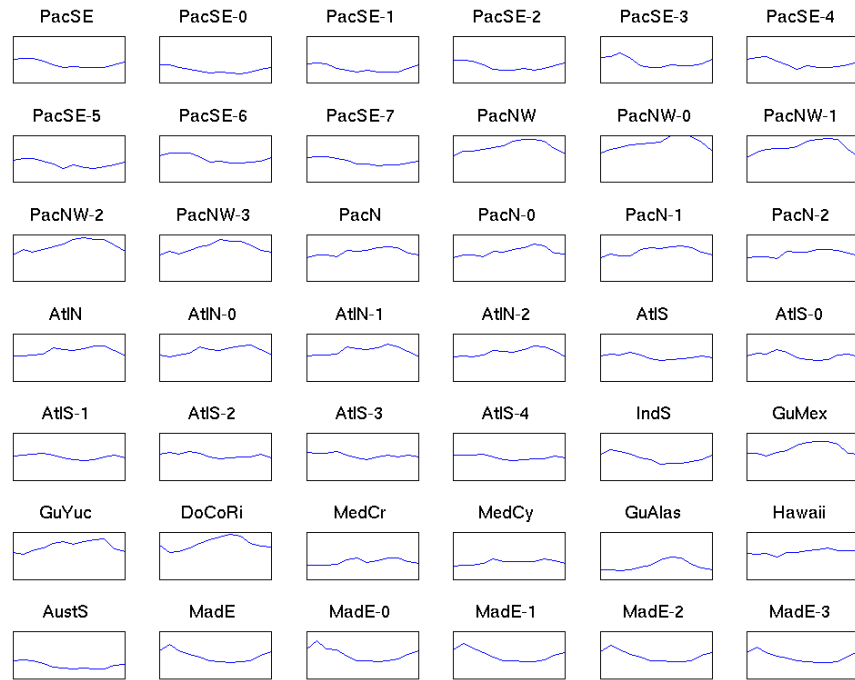 PacSE PacSE-0 PacSE-1 PacSE-2 PacSE-3 PacSE-4
PacSE-5 PacSE-6 PacSE-7 PacNW PacNW-0 PacNW-1
PacNW-2 PacNW-3 PacN PacN-0 PacN-1 PacN-2
AtlN AtlN-0 AtlN-1 AtlN-2 AtlS AtlS-0
AtlS-1 AtlS-2 AtlS-3 AtlS-4 IndS GuMex
GuYuc DoCoRi MedCr MedCy GuAlas Hawaii
AustS MadE MadE-0 MadE-1 MadE-2 MadE-3